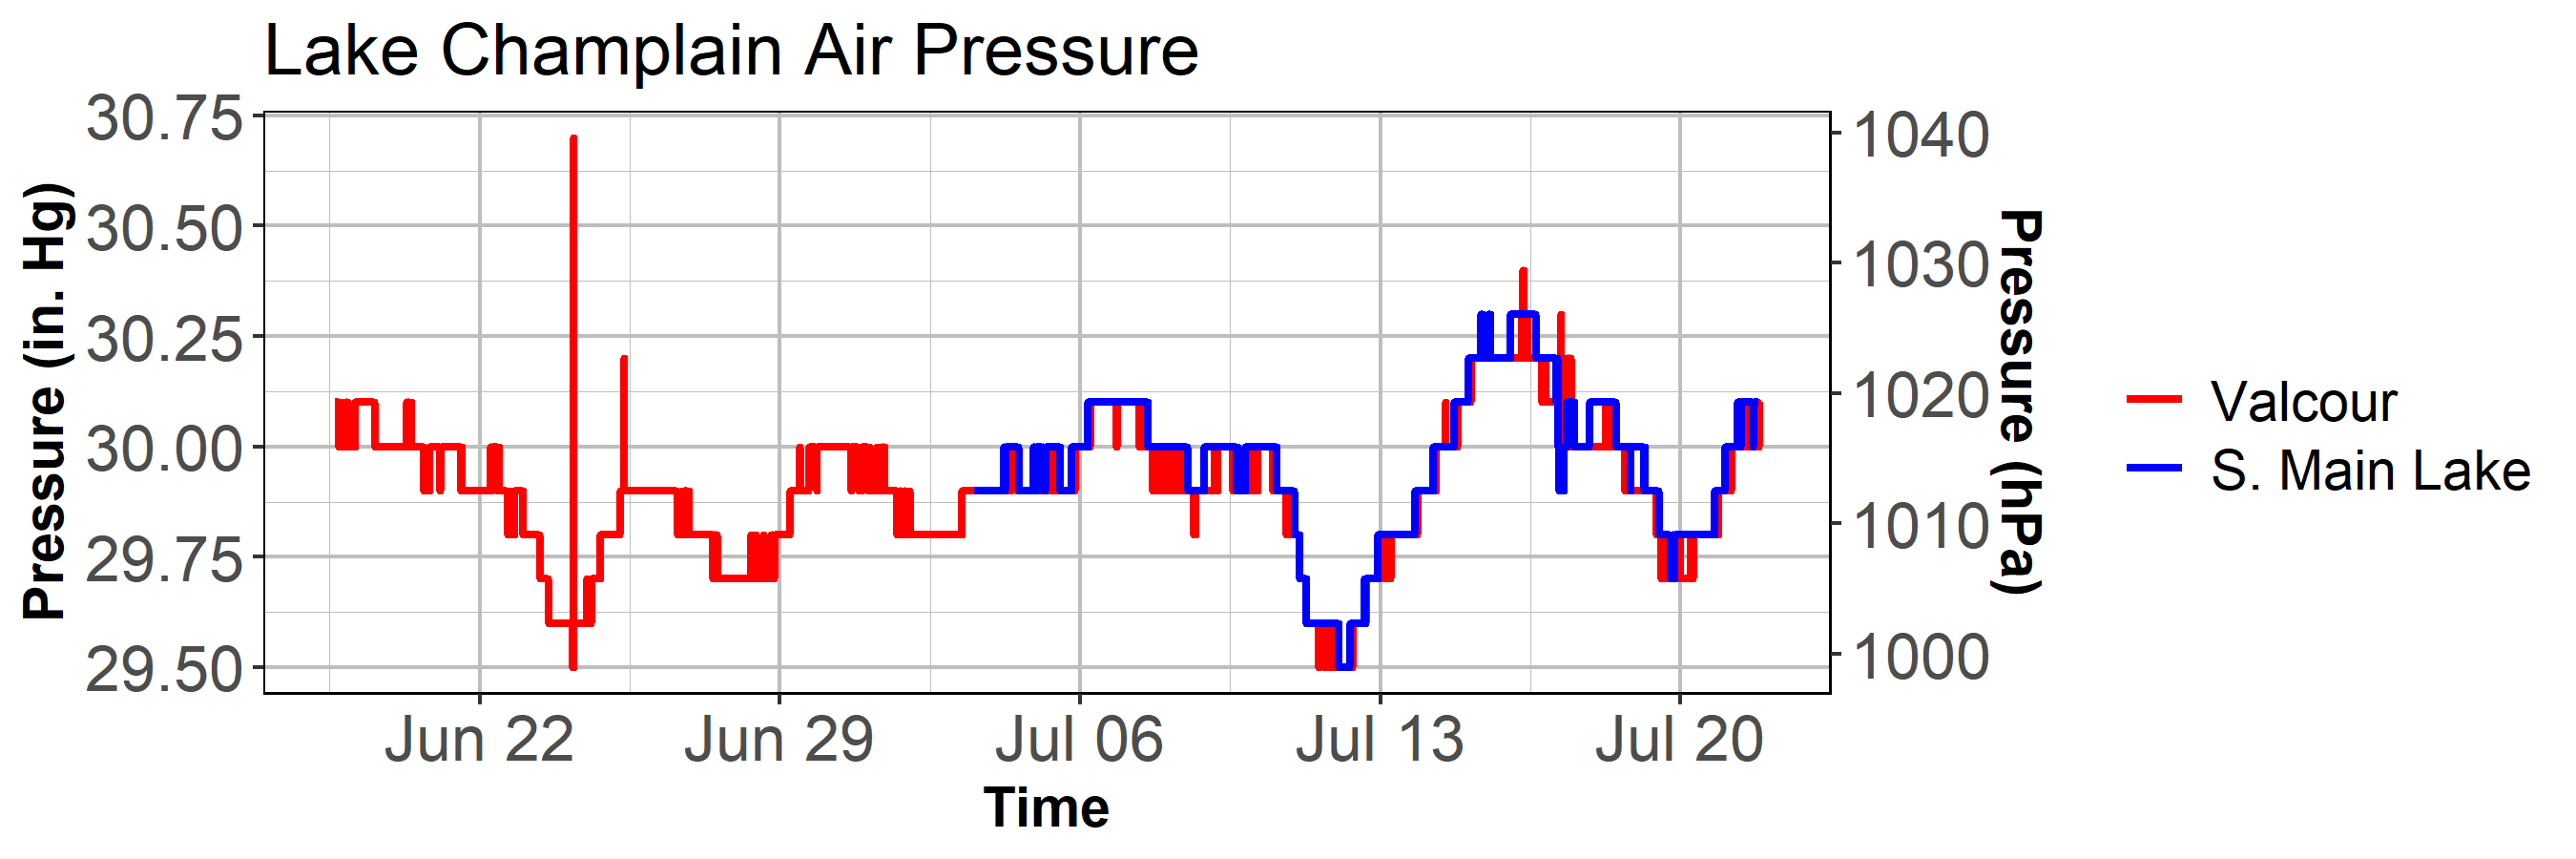 Lake Champlain Air Pressure
Pressure (in. Hg)
30.75
30.50
30.25
30.00
29.75
29.50
1040
1030
1020
1010
1000
Pressure (hPa)
Jun 22 Jun 29 Jul 06 Jul 13 Jul 20
Time
Valcour
S. Main Lake